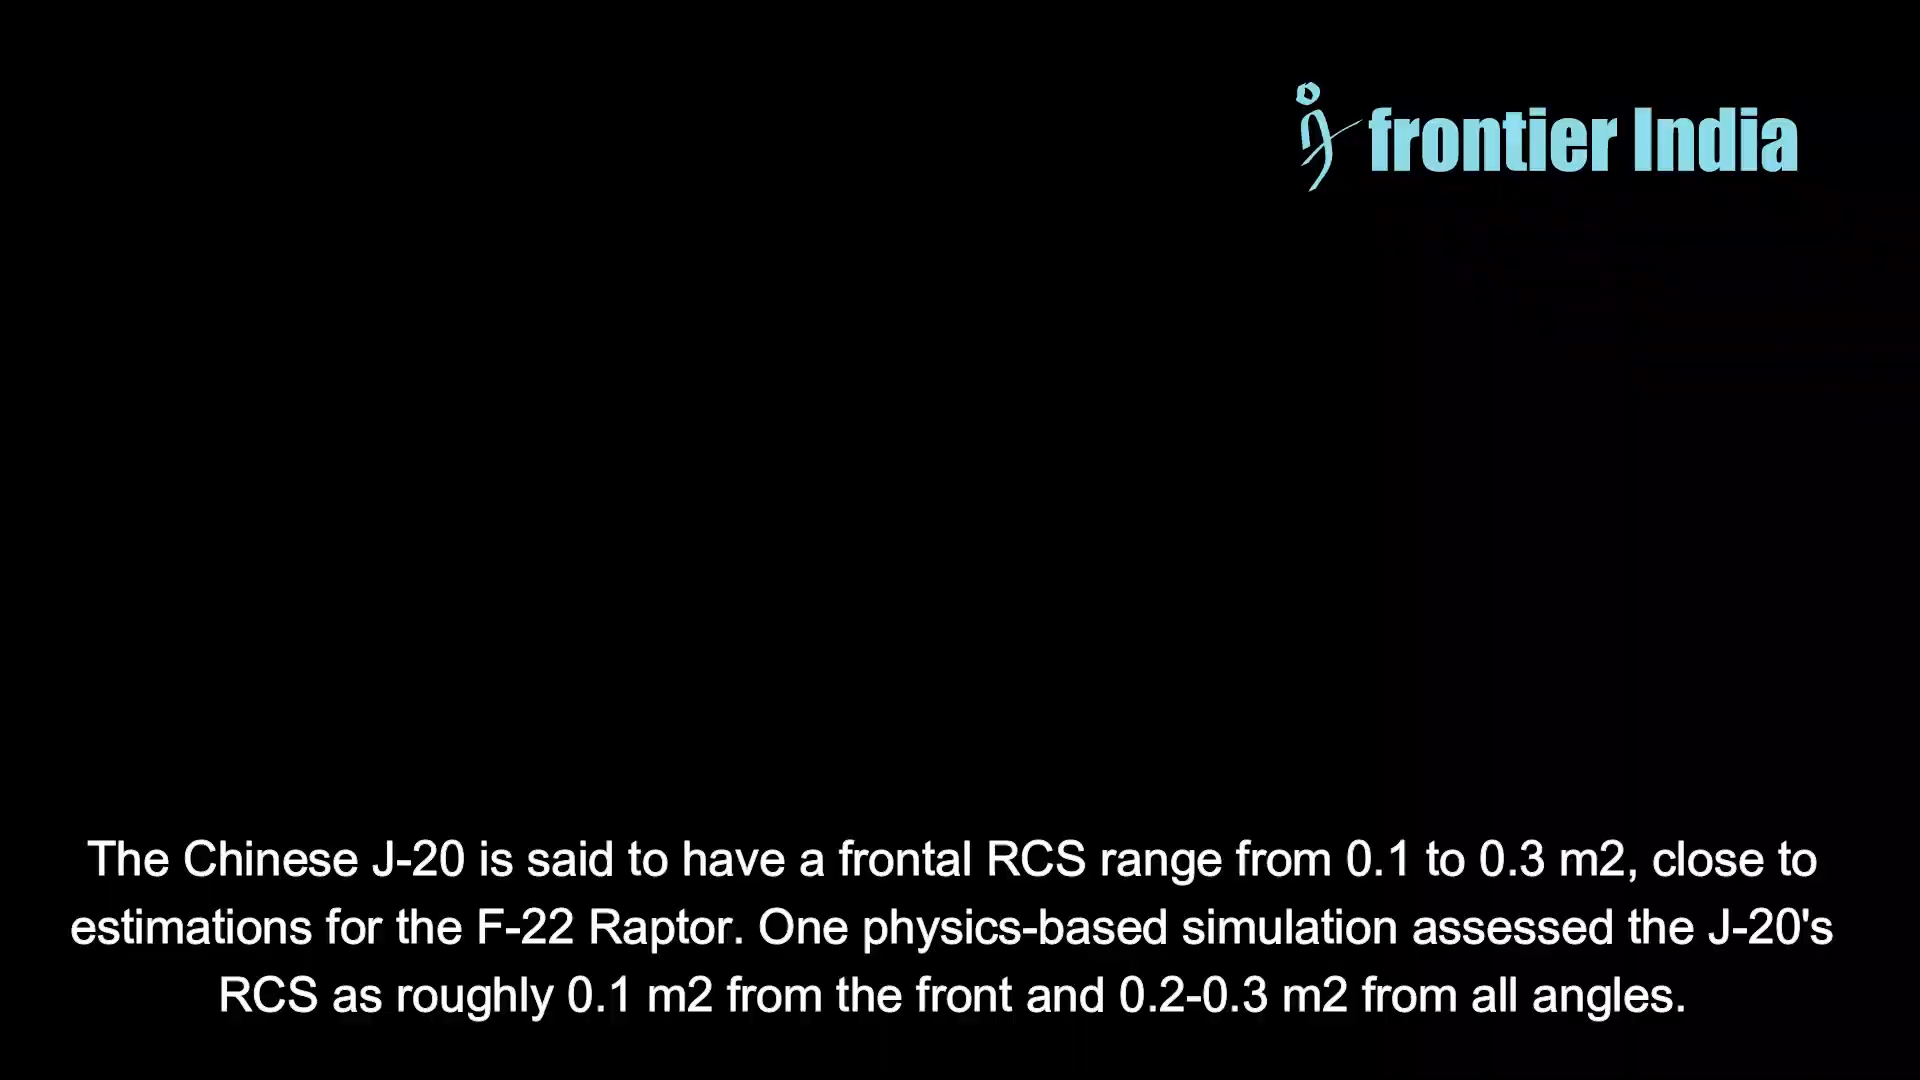 frontier India
The Chinese J-20 is said to have a frontal RCS range from 0.1 to 0.3 m2, close to
estimations for the F-22 Raptor. One physics-based simulation assessed the J-20's
RCS as roughly 0.1 m2 from the front and 0.2-0.3 m2 from all angles.